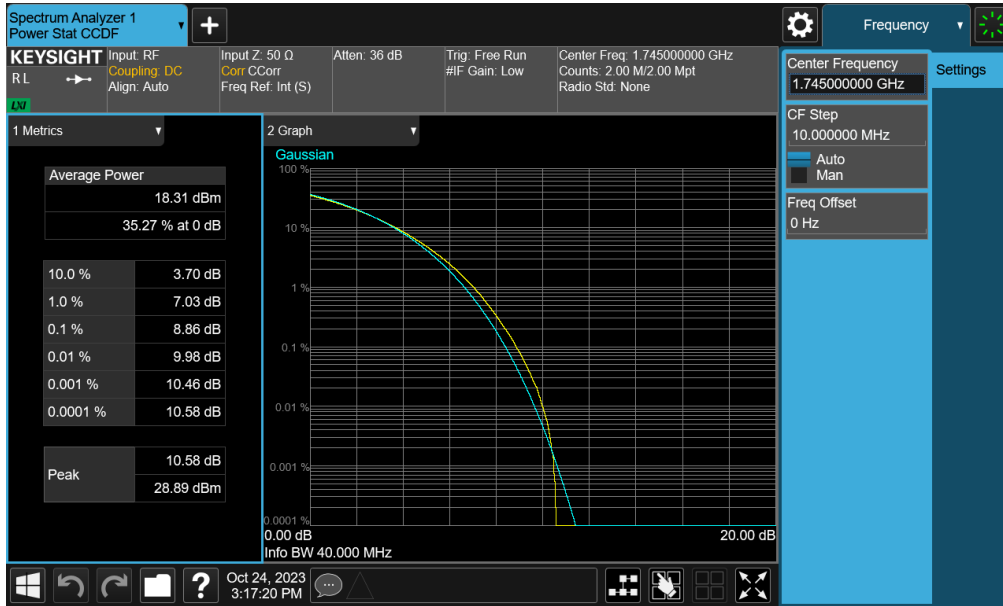 Spectrum Analyzer 1
Power Stat CCDF
Frequency
KEYSIGHT
R L
LXI
Input: RF
Coupling: DC
Align: Auto
Input Z: 50 Ω
Corr CCorr
Freq Ref: Int (S)
Atten: 36 dB
Trig: Free Run
#IF Gain: Low
Center Freq: 1.745000000 GHz
Counts: 2.00 M/2.00 Mpt
Radio Std: None
Center Frequency
1.745000000 GHz
Settings
CF Step
10.000000 MHz
Auto
Man
Freq Offset
0 Hz
1 Metrics
Average Power
18.31 dBm
35.27 % at 0 dB
10.0 % 3.70 dB
1.0 % 7.03 dB
0.1 % 8.86 dB
0.01 % 9.98 dB
0.001 % 10.46 dB
0.0001 % 10.58 dB
Peak
10.58 dB
28.89 dBm
2 Graph
Gaussian
100 %
10 %
1 %
0.1 %
0.01 %
0.001 %
0.0001 %
0.00 dB 20.00 dB
Info BW 40.000 MHz
?
Oct 24, 2023
3:17:20 PM